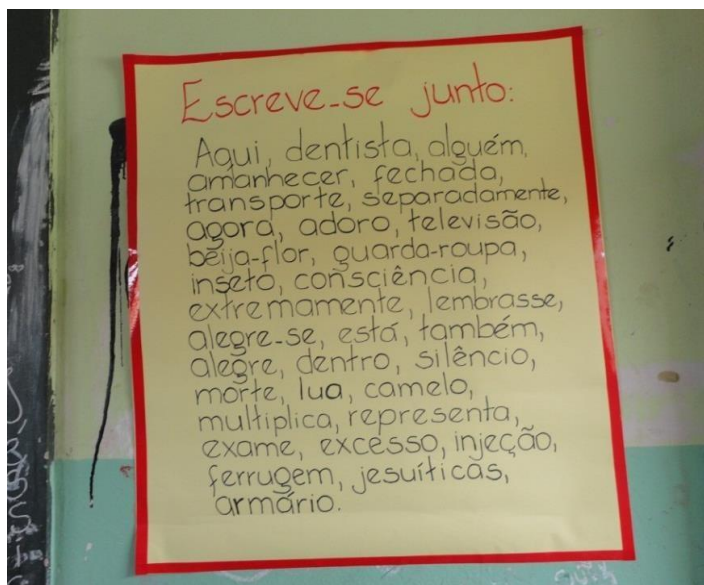 Escreve-se junto:
Aqui, dentista, alguém,
amanhecer, fechada,
transporte, separadamente,
agora, adoro, televisão,
beija-flor, guarda-roupa,
inseto, consciência,
extremamente, lembrasse,
alegre-se, está, também,
alegre, dentro, silêncio,
morte, lua, camelo,
multiplica, representa,
exame, excesso, injeção,
ferrugem, jesuíticas,
armário.